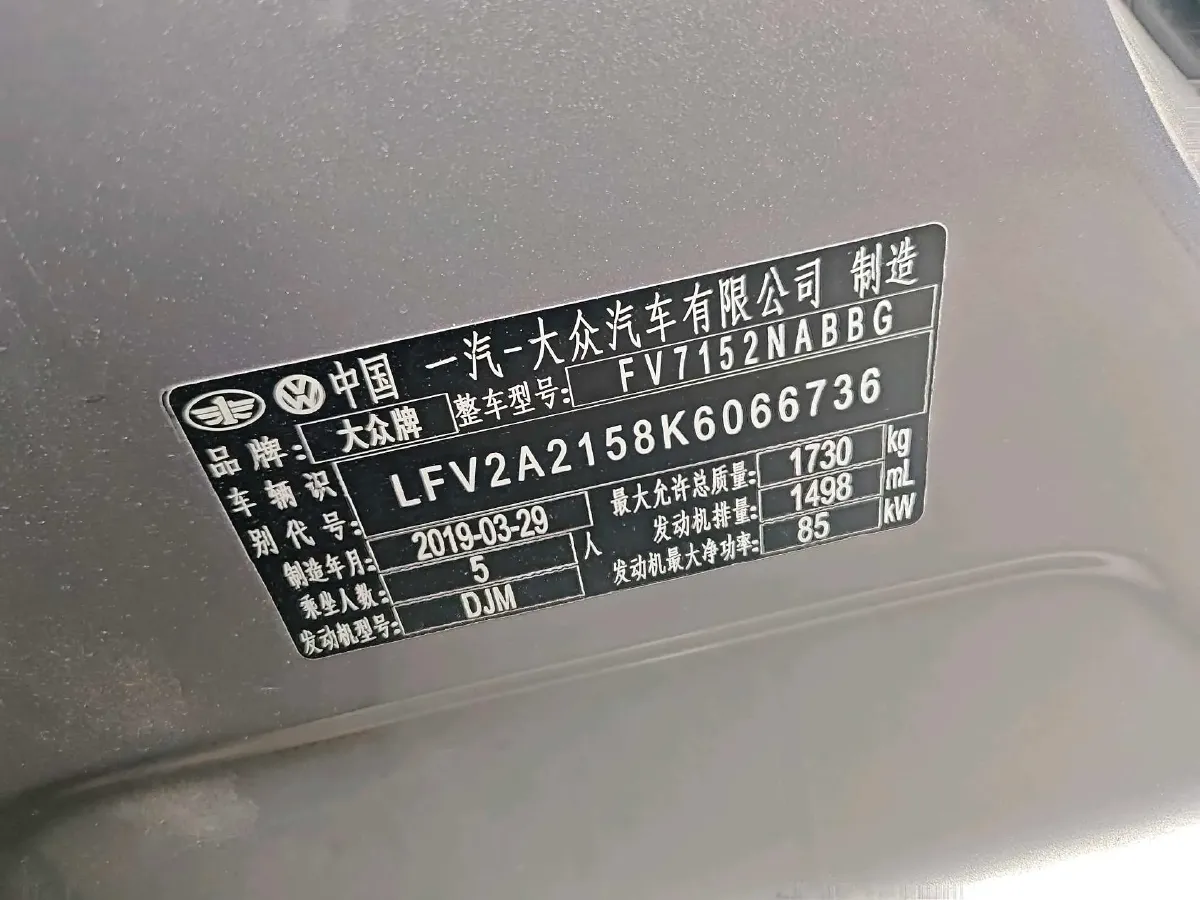 中国 一汽-大众汽车有限公司 制造
品牌: 大众牌 整车型号: FV7152NABBG
车辆识别代号: LFV2A2158K6066736
制造年月: 2019-03-29 最大允许总质量: 1730 kg
乘坐人数: 5 人 发动机排量: 1498 mL
发动机型号: DJM 发动机最大净功率: 85 kW